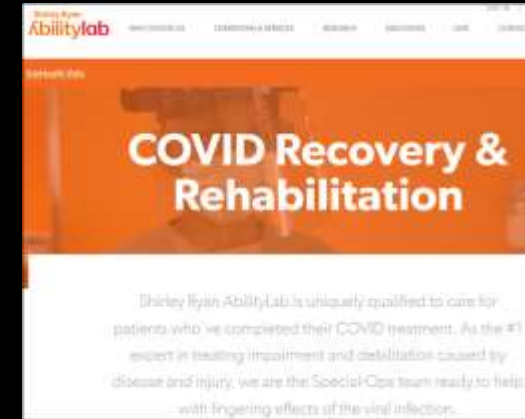 Shirley Ryan
Abilitylab
COVID Recovery &
Rehabilitation
Shirley Ryan AbilityLab is uniquely qualified to care for
patients who've completed their COVID treatment. As the #1
expert in treating impairment and debilitation caused by
disease and injury, we are the Special-Ops team ready to help
with lingering effects of the viral infection.